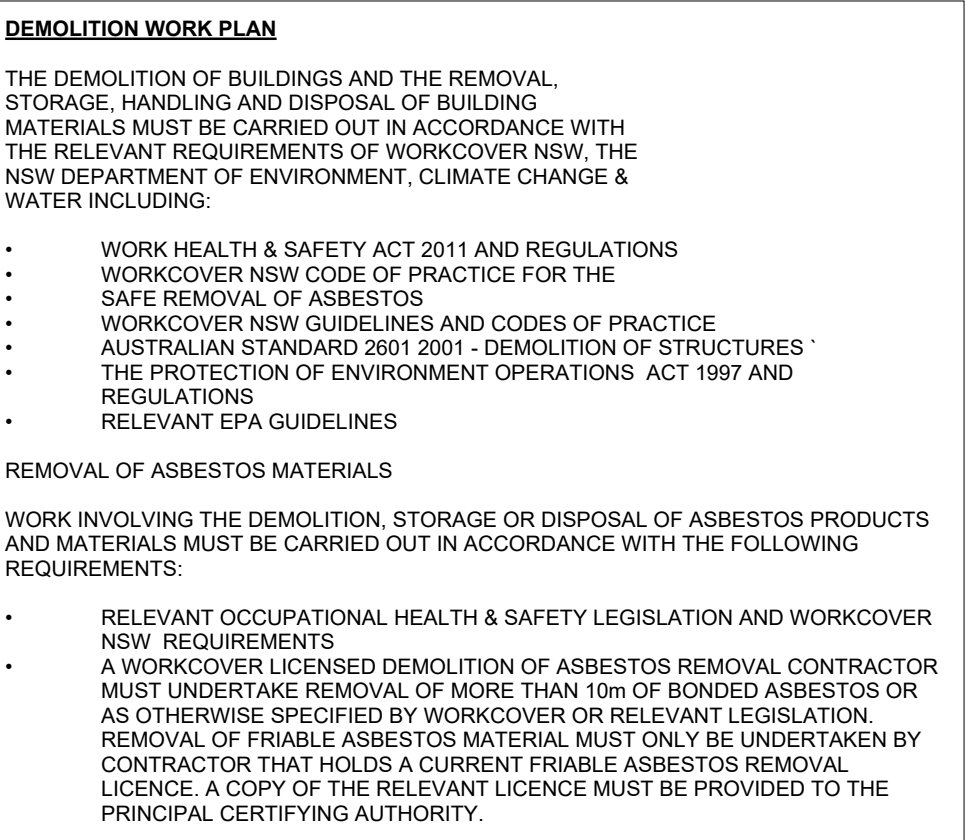 DEMOLITION WORK PLAN
THE DEMOLITION OF BUILDINGS AND THE REMOVAL,
STORAGE, HANDLING AND DISPOSAL OF BUILDING
MATERIALS MUST BE CARRIED OUT IN ACCORDANCE WITH
THE RELEVANT REQUIREMENTS OF WORKCOVER NSW, THE
NSW DEPARTMENT OF ENVIRONMENT, CLIMATE CHANGE &
WATER INCLUDING:
• WORK HEALTH & SAFETY ACT 2011 AND REGULATIONS
• WORKCOVER NSW CODE OF PRACTICE FOR THE
• SAFE REMOVAL OF ASBESTOS
• WORKCOVER NSW GUIDELINES AND CODES OF PRACTICE
• AUSTRALIAN STANDARD 2601 2001 - DEMOLITION OF STRUCTURES `
• THE PROTECTION OF ENVIRONMENT OPERATIONS ACT 1997 AND
REGULATIONS
• RELEVANT EPA GUIDELINES
REMOVAL OF ASBESTOS MATERIALS
WORK INVOLVING THE DEMOLITION, STORAGE OR DISPOSAL OF ASBESTOS PRODUCTS
AND MATERIALS MUST BE CARRIED OUT IN ACCORDANCE WITH THE FOLLOWING
REQUIREMENTS:
• RELEVANT OCCUPATIONAL HEALTH & SAFETY LEGISLATION AND WORKCOVER
NSW REQUIREMENTS
• A WORKCOVER LICENSED DEMOLITION OF ASBESTOS REMOVAL CONTRACTOR
MUST UNDERTAKE REMOVAL OF MORE THAN 10m OF BONDED ASBESTOS OR
AS OTHERWISE SPECIFIED BY WORKCOVER OR RELEVANT LEGISLATION.
REMOVAL OF FRIABLE ASBESTOS MATERIAL MUST ONLY BE UNDERTAKEN BY
CONTRACTOR THAT HOLDS A CURRENT FRIABLE ASBESTOS REMOVAL
LICENCE. A COPY OF THE RELEVANT LICENCE MUST BE PROVIDED TO THE
PRINCIPAL CERTIFYING AUTHORITY.